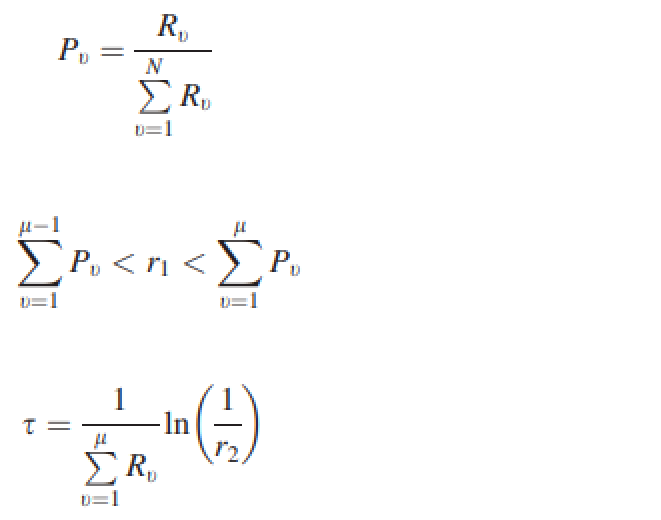 P_υ = R_υ / ∑_{υ=1}^{N} R_υ
∑_{υ=1}^{μ−1} P_υ < r_1 < ∑_{υ=1}^{μ} P_υ
τ = 1 / ∑_{υ=1}^{μ} R_υ ln(1 / r_2)